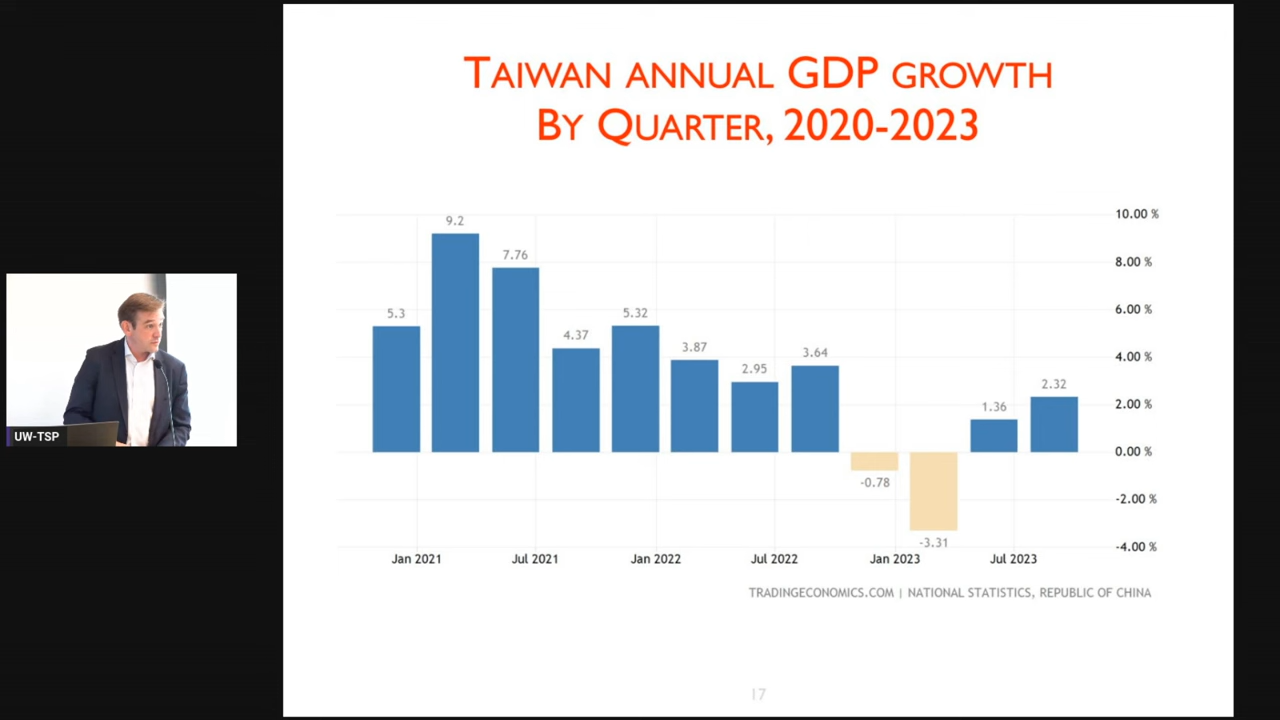 TAIWAN ANNUAL GDP GROWTH
BY QUARTER, 2020-2023
10.00 %
8.00 %
6.00 %
4.00 %
2.00 %
0.00 %
-2.00 %
-4.00 %
5.3
9.2
7.76
4.37
5.32
3.87
2.95
3.64
-0.78
-3.31
1.36
2.32
Jan 2021
Jul 2021
Jan 2022
Jul 2022
Jan 2023
Jul 2023
TRADINGECONOMICS.COM | NATIONAL STATISTICS, REPUBLIC OF CHINA
17
UW-TSP